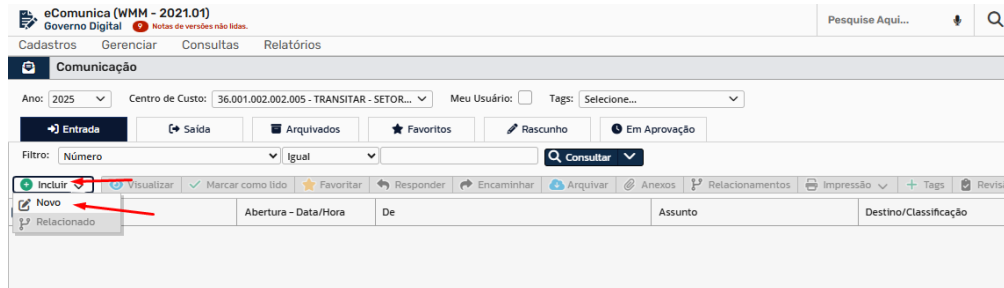 eComunica (WMM - 2021.01)
Governo Digital 9 Notas de versões não lidas.
Pesquise Aqui...
Cadastros Gerenciar Consultas Relatórios
Comunicação
Ano: 2025 Centro de Custo: 36.001.002.002.005 - TRANSITAR - SETOR... Meu Usuário: Tags: Selecione...
Entrada Saída Arquivados Favoritos Rascunho Em Aprovação
Filtro: Número Igual Consultar
Incluir Visualizar Marcar como lido Favoritar Responder Encaminhar Arquivar Anexos Relacionamentos Impressão Tags Revis
Novo
Abertura - Data/Hora De Assunto Destino/Classificação
Relacionado